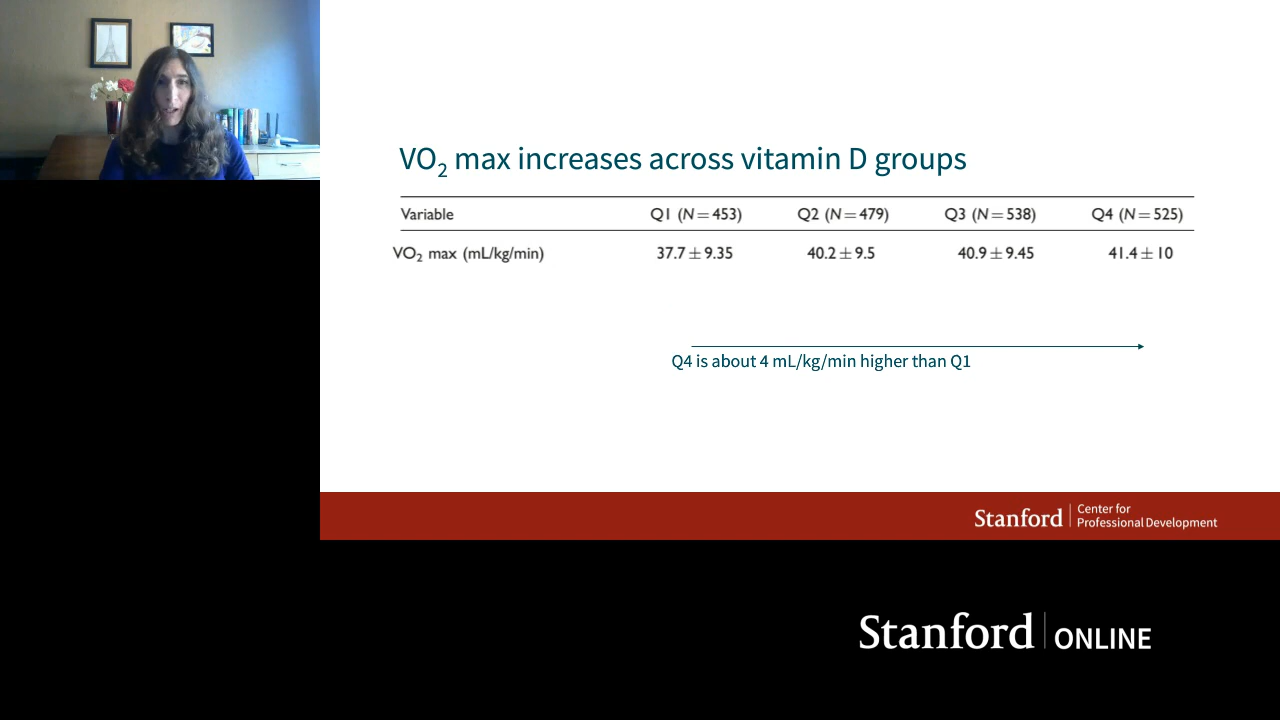 VO2 max increases across vitamin D groups
Variable Q1 (N=453) Q2 (N=479) Q3 (N=538) Q4 (N=525)
VO2 max (mL/kg/min) 37.7±9.35 40.2±9.5 40.9±9.45 41.4±10
Q4 is about 4 mL/kg/min higher than Q1
Stanford Center for
Professional Development
Stanford ONLINE